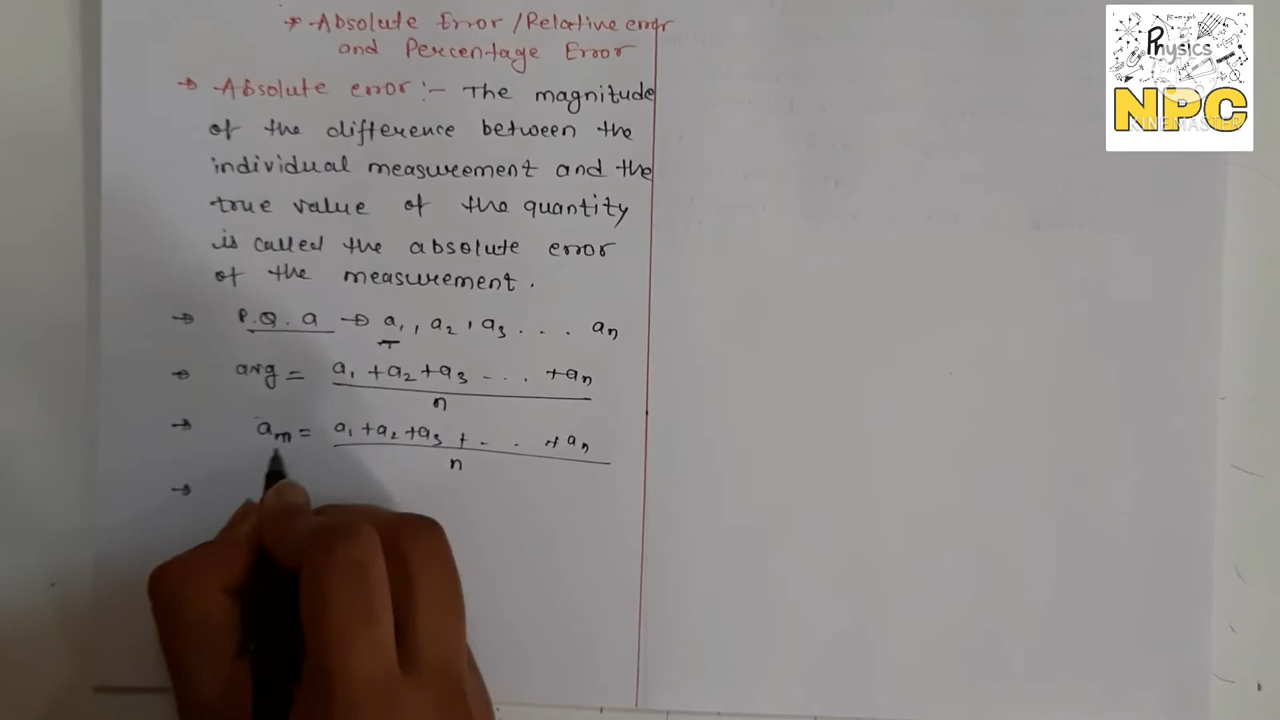 * Absolute Error / Relative error
and Percentage Error
→ Absolute error :- The magnitude
of the difference between the
individual measurement and the
true value of the quantity
is called the absolute error
of the measurement.
→ P.Q. a → a₁, a₂, a₃ . . . aₙ
→ avg = a₁ + a₂ + a₃ - . . + aₙ
n
→ aₘ = a₁ + a₂ + a₃ + - . . + aₙ
n
→
Physics
NPC
KINEMASTER